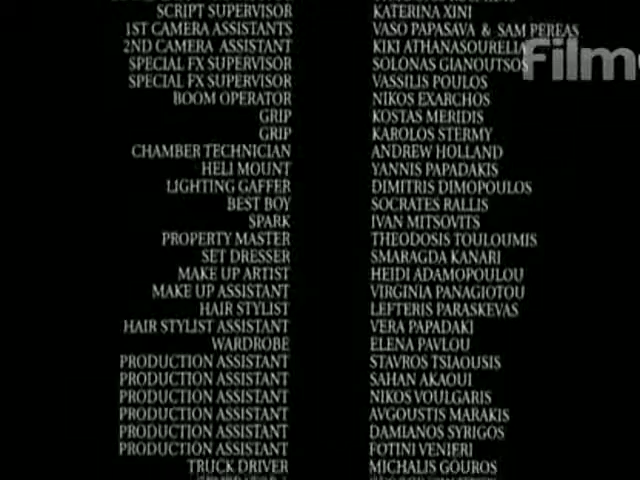 SCRIPT SUPERVISOR KATERINA XINI
1ST CAMERA ASSISTANTS VASO PAPASAVA & SAM PEREAS
2ND CAMERA ASSISTANT KIKI ATHANASOURELIA
SPECIAL FX SUPERVISOR SOLONAS GIANOUTSOS
SPECIAL FX SUPERVISOR VASSILIS POULOS
BOOM OPERATOR NIKOS EXARCHOS
GRIP KOSTAS MERIDIS
GRIP KAROLOS STERMY
CHAMBER TECHNICIAN ANDREW HOLLAND
HELI MOUNT YANNIS PAPADAKIS
LIGHTING GAFFER DIMITRIS DIMOPOULOS
BEST BOY SOCRATES RALLIS
SPARK IVAN MITSOVITS
PROPERTY MASTER THEODOSIS TOULOUMIS
SET DRESSER SMARAGDA KANARI
MAKE UP ARTIST HEIDI ADAMOPOULOU
MAKE UP ASSISTANT VIRGINIA PANAGIOTOU
HAIR STYLIST LEFTERIS PARASKEVAS
HAIR STYLIST ASSISTANT VERA PAPADAKI
WARDROBE ELENA PAVLOU
PRODUCTION ASSISTANT STAVROS TSIAOUSIS
PRODUCTION ASSISTANT SAHAN AKAOUI
PRODUCTION ASSISTANT NIKOS VOULGARIS
PRODUCTION ASSISTANT AVGOUSTIS MARAKIS
PRODUCTION ASSISTANT DAMIANOS SYRIGOS
PRODUCTION ASSISTANT FOTINI VENIERI
TRUCK DRIVER MICHALIS GOUROS
film